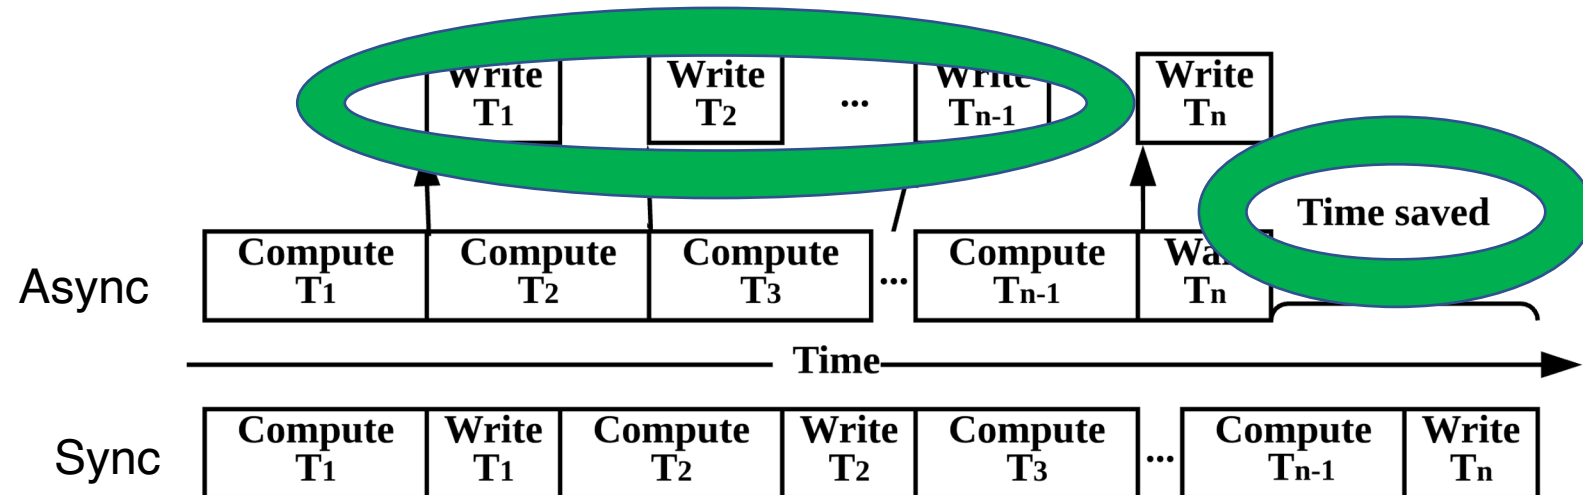 Write
T1
Write
T2
...
Write
Tn-1
Write
Tn
Time saved
Async
Compute
T1
Compute
T2
Compute
T3
...
Compute
Tn-1
Tn
Time
Sync
Compute
T1
Write
T1
Compute
T2
Write
T2
Compute
T3
...
Compute
Tn-1
Write
Tn